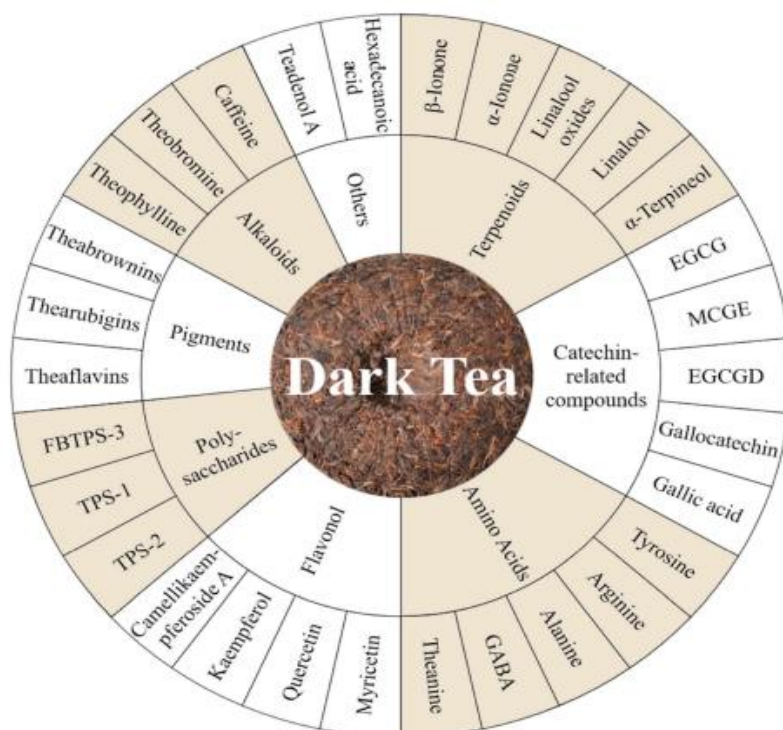 Dark Tea
Terpenoids
β-Ionone
α-Ionone
Linalool
oxides
Linalool
α-Terpineol
Catechin-
related
compounds
EGCG
MCGE
EGCGD
Gallocatechin
Gallic acid
Amino Acids
Tyrosine
Arginine
Alanine
GABA
Theanine
Flavonol
Myricetin
Quercetin
Kaempferol
Camellikaem-
pferoside A
Poly-
saccharides
TPS-2
TPS-1
FBTPS-3
Pigments
Theaflavins
Thearubigins
Theabrownins
Alkaloids
Theophylline
Theobromine
Caffeine
Others
Teadenol A
Hexadecanoic
acid